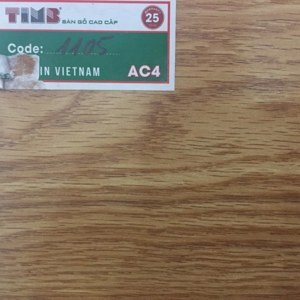 TIMB
SÀN GỖ CAO CẤP
25
Code: 1105
IN VIETNAM
AC4